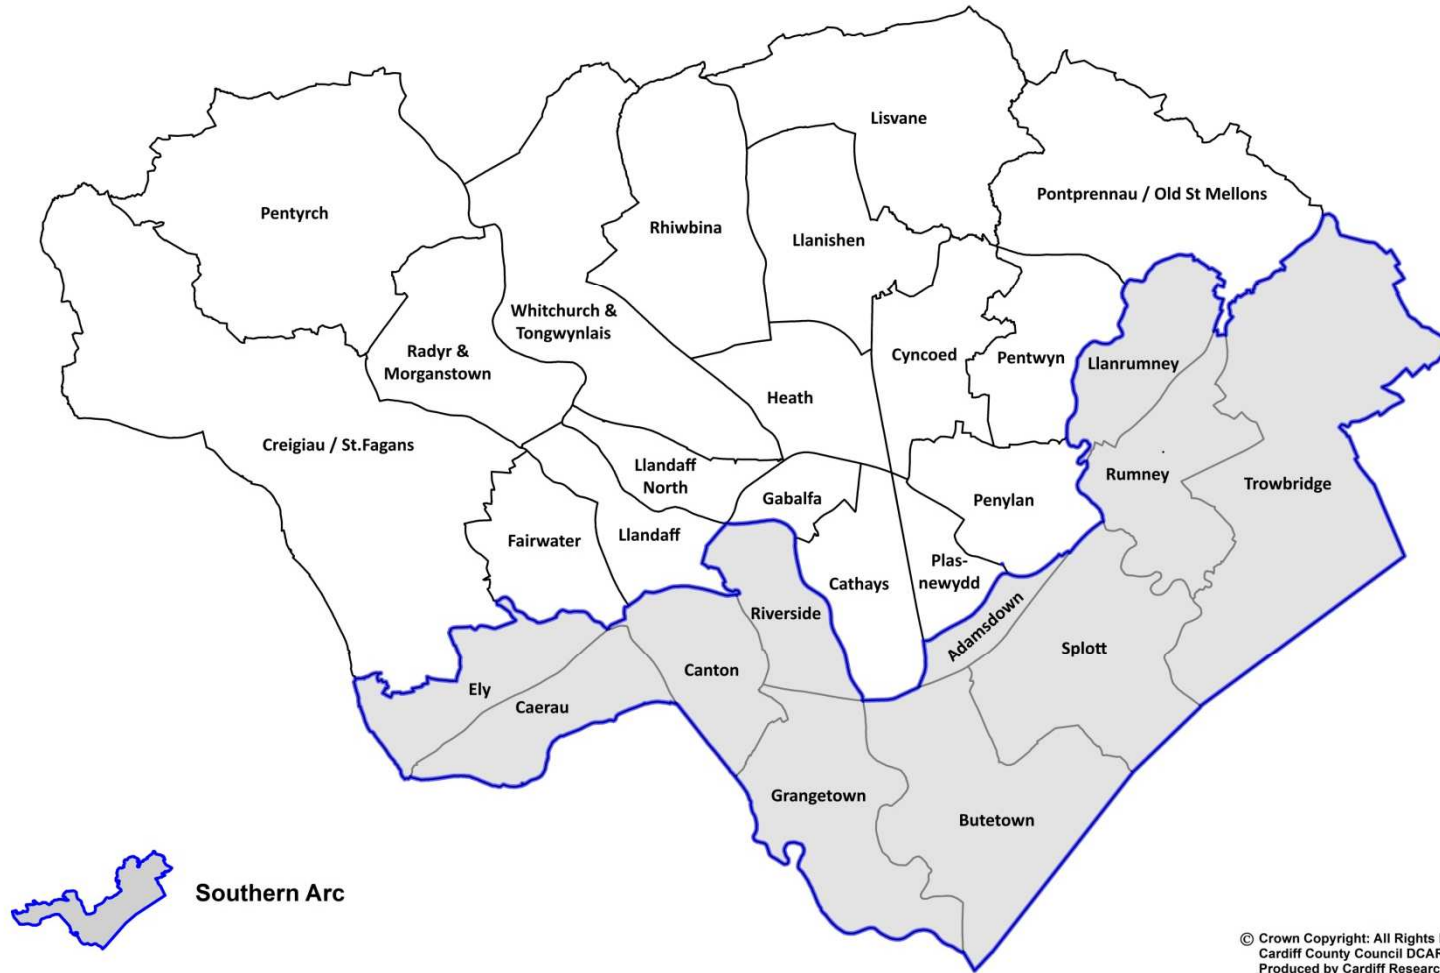 Lisvane
Pontprennau / Old St Mellons
Pentyrch
Rhiwbina
Llanishen
Whitchurch &
Tongwynlais
Radyr &
Morganstown
Cyncoed
Pentwyn
Llanrumney
Heath
Creigiau / St.Fagans
Llandaff
North
Gabalfa
Penylan
Rumney
Trowbridge
Fairwater
Llandaff
Cathays
Plas-
newydd
Riverside
Adamsdown
Splott
Ely
Canton
Caerau
Grangetown
Butetown
Southern Arc
© Crown Copyright: All Rights
Cardiff County Council DCAR
Produced by Cardiff Researc